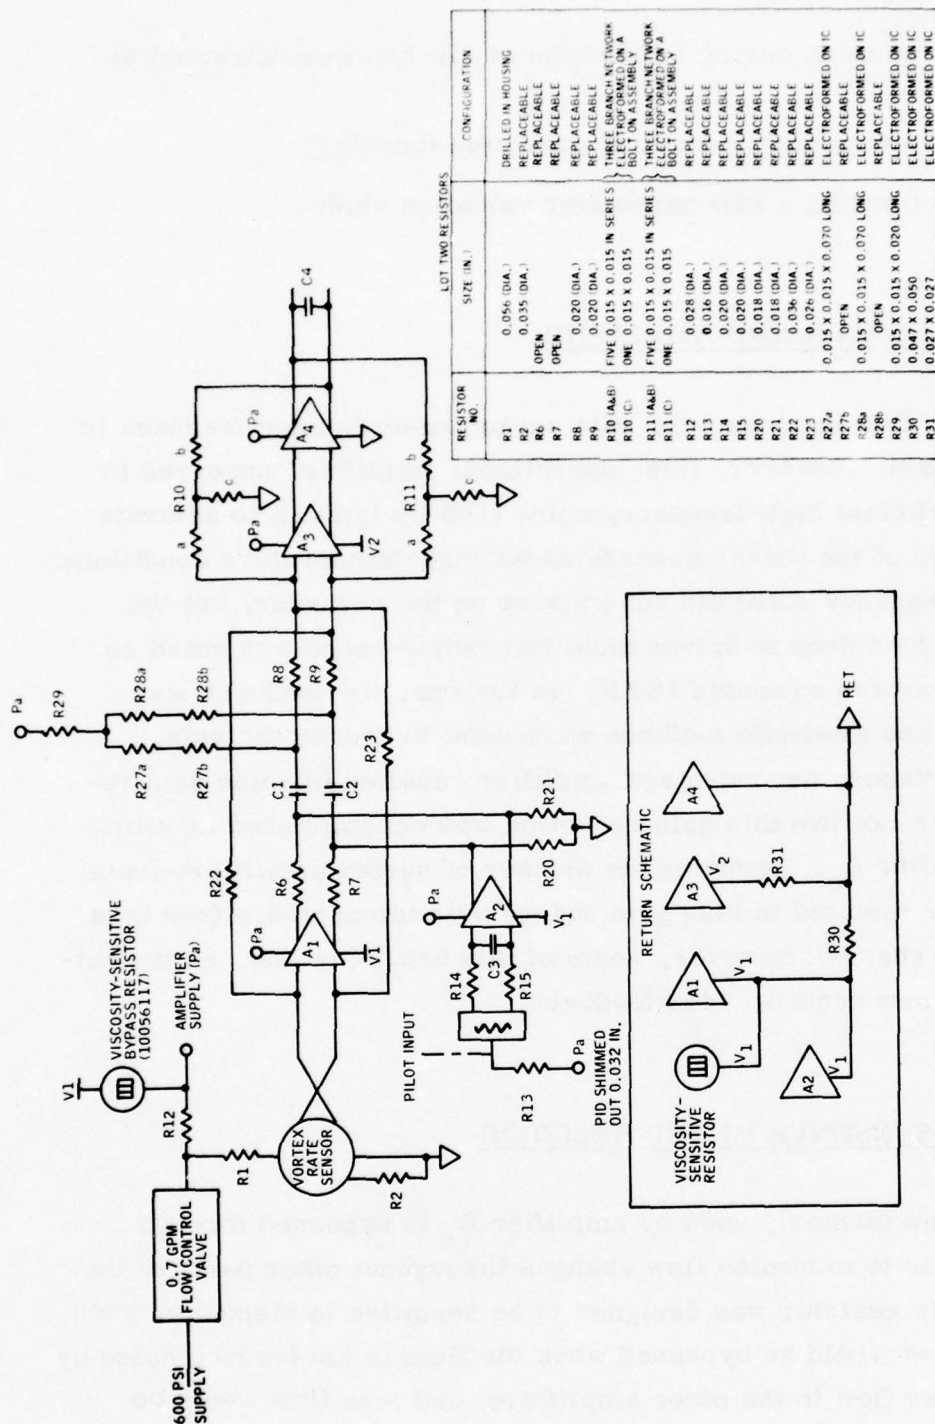 600 PSI
SUPPLY
0.7 GPM
FLOW CONTROL
VALVE
V1
VISCOSITY-SENSITIVE
BYPASS RESISTOR
(10056117)
AMPLIFIER
SUPPLY (Pa)
R12
R1
VORTEX
RATE
SENSOR
R2
PILOT INPUT
R13
Pa
R14
R15
C3
Pa
A2
V1
R20
R21
Pa
A1
V1
R22
R6
R7
C1
C2
R23
R8
R9
Pa
R29
R27a
R28a
R27b
R28b
R10
a
b
c
Pa
A3
V2
Pa
A4
R11
a
b
c
C4
VOID SHIMMED
OUT 0.032 IN.
RETURN SCHEMATIC
VISCOSITY-
SENSITIVE
RESISTOR
V1
A1
V1
A2
V1
A3
V2
A4
R30
R31
RET
LOT TWO RESISTORS
RESISTOR NO. SIZE (IN.) CONFIGURATION
R1 0.056 (DIA.) DRILLED IN HOUSING
R2 0.035 (DIA.) REPLACEABLE
R6 OPEN REPLACEABLE
R7 OPEN REPLACEABLE
R8 0.020 (DIA.) REPLACEABLE
R9 0.020 (DIA.) REPLACEABLE
R10 (A&B) FIVE 0.015 X 0.015 IN SERIES THREE BRANCH NETWORK
R10 (C) ONE 0.015 X 0.015 ELECTROFORMED ON A BOLT ON ASSEMBLY
R11 (A&B) FIVE 0.015 X 0.015 IN SERIES THREE BRANCH NETWORK
R11 (C) ONE 0.015 X 0.015 ELECTROFORMED ON A BOLT ON ASSEMBLY
R12 0.028 (DIA.) REPLACEABLE
R13 0.016 (DIA.) REPLACEABLE
R14 0.020 (DIA.) REPLACEABLE
R15 0.020 (DIA.) REPLACEABLE
R20 0.018 (DIA.) REPLACEABLE
R21 0.018 (DIA.) REPLACEABLE
R22 0.036 (DIA.) REPLACEABLE
R23 0.026 (DIA.) REPLACEABLE
R27a 0.015 X 0.015 X 0.070 LONG ELECTROFORMED ON IC
R27b OPEN REPLACEABLE
R28a 0.015 X 0.015 X 0.070 LONG ELECTROFORMED ON IC
R28b OPEN REPLACEABLE
R29 0.015 X 0.015 X 0.020 LONG ELECTROFORMED ON IC
R30 0.047 X 0.050 ELECTROFORMED ON IC
R31 0.027 X 0.027 ELECTROFORMED ON IC